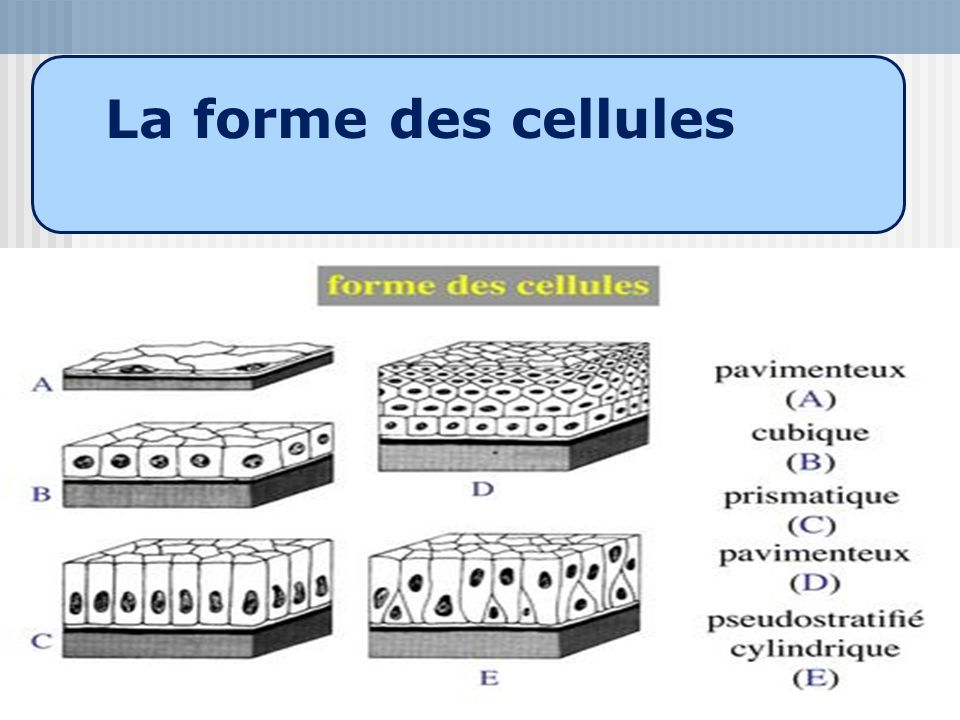 La forme des cellules
forme des cellules
A
B
C
D
E
pavimenteux
(A)
cubique
(B)
prismatique
(C)
pavimenteux
(D)
pseudostratifié
cylindrique
(E)